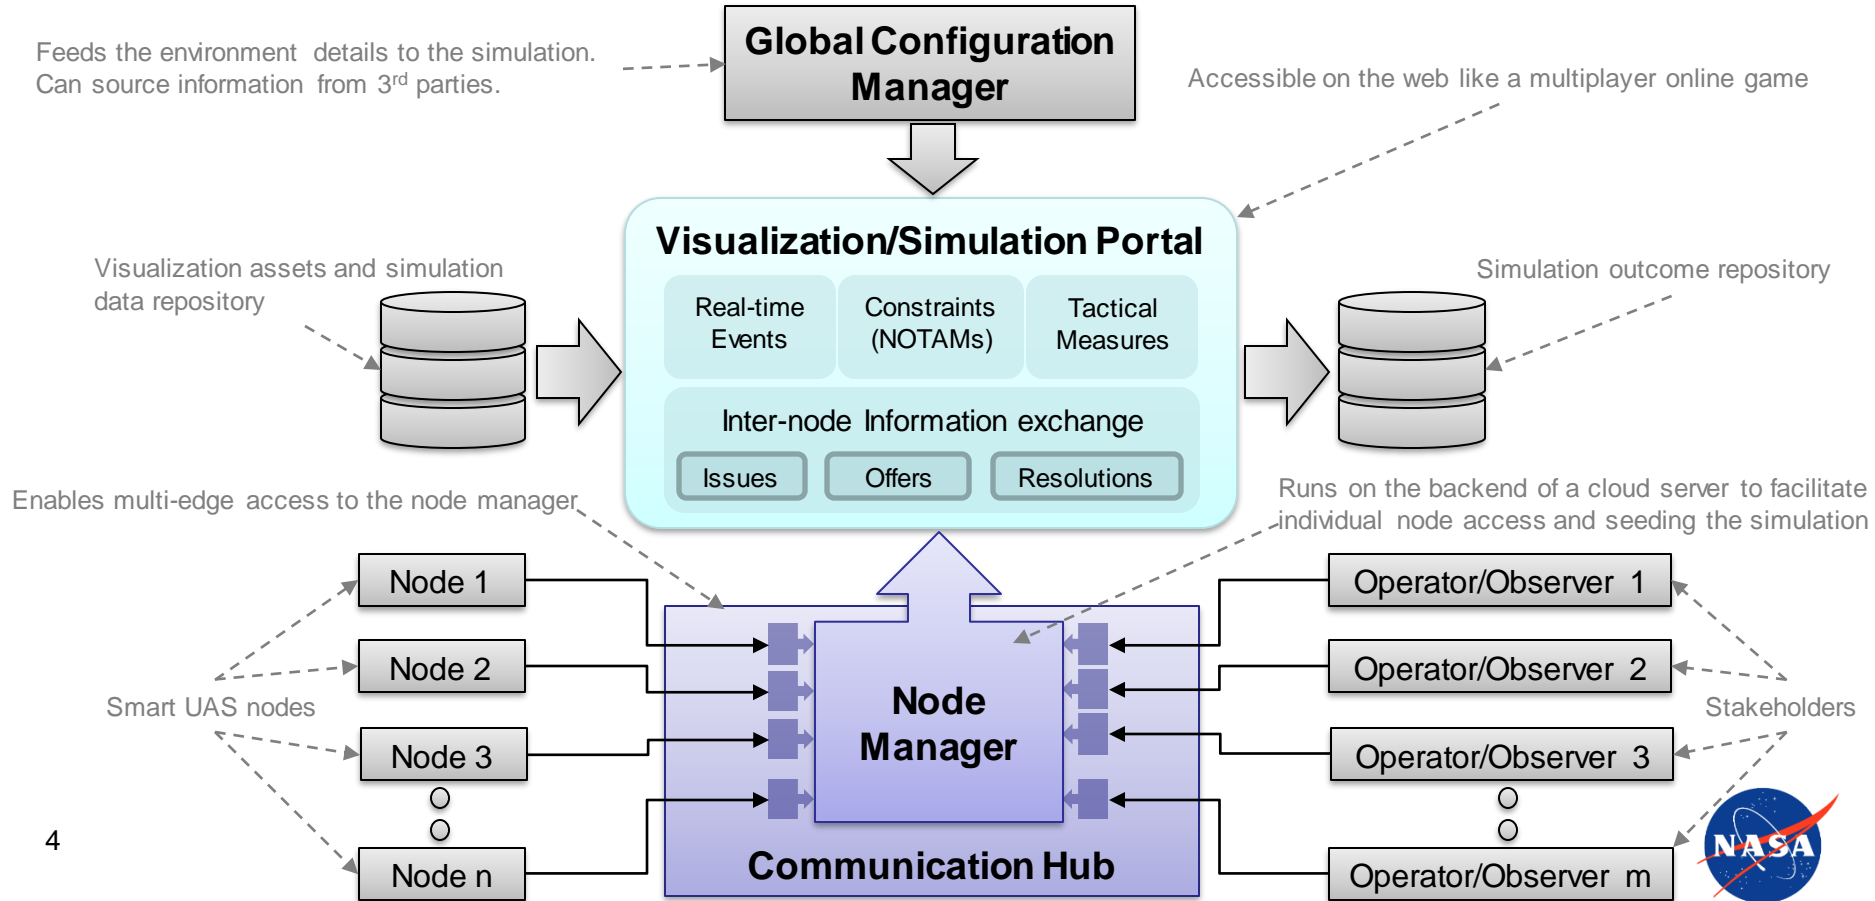 Global Configuration
Manager
Feeds the environment details to the simulation.
Can source information from 3rd parties.
Accessible on the web like a multiplayer online game
Visualization/Simulation Portal
Visualization assets and simulation
data repository
Simulation outcome repository
Real-time
Events
Constraints
(NOTAMs)
Tactical
Measures
Inter-node Information exchange
Issues
Offers
Resolutions
Enables multi-edge access to the node manager
Runs on the backend of a cloud server to facilitate
individual node access and seeding the simulation
Node 1
Node 2
Node 3
Node n
Smart UAS nodes
Node
Manager
Communication Hub
Operator/Observer 1
Operator/Observer 2
Operator/Observer 3
Operator/Observer m
Stakeholders
4
NASA